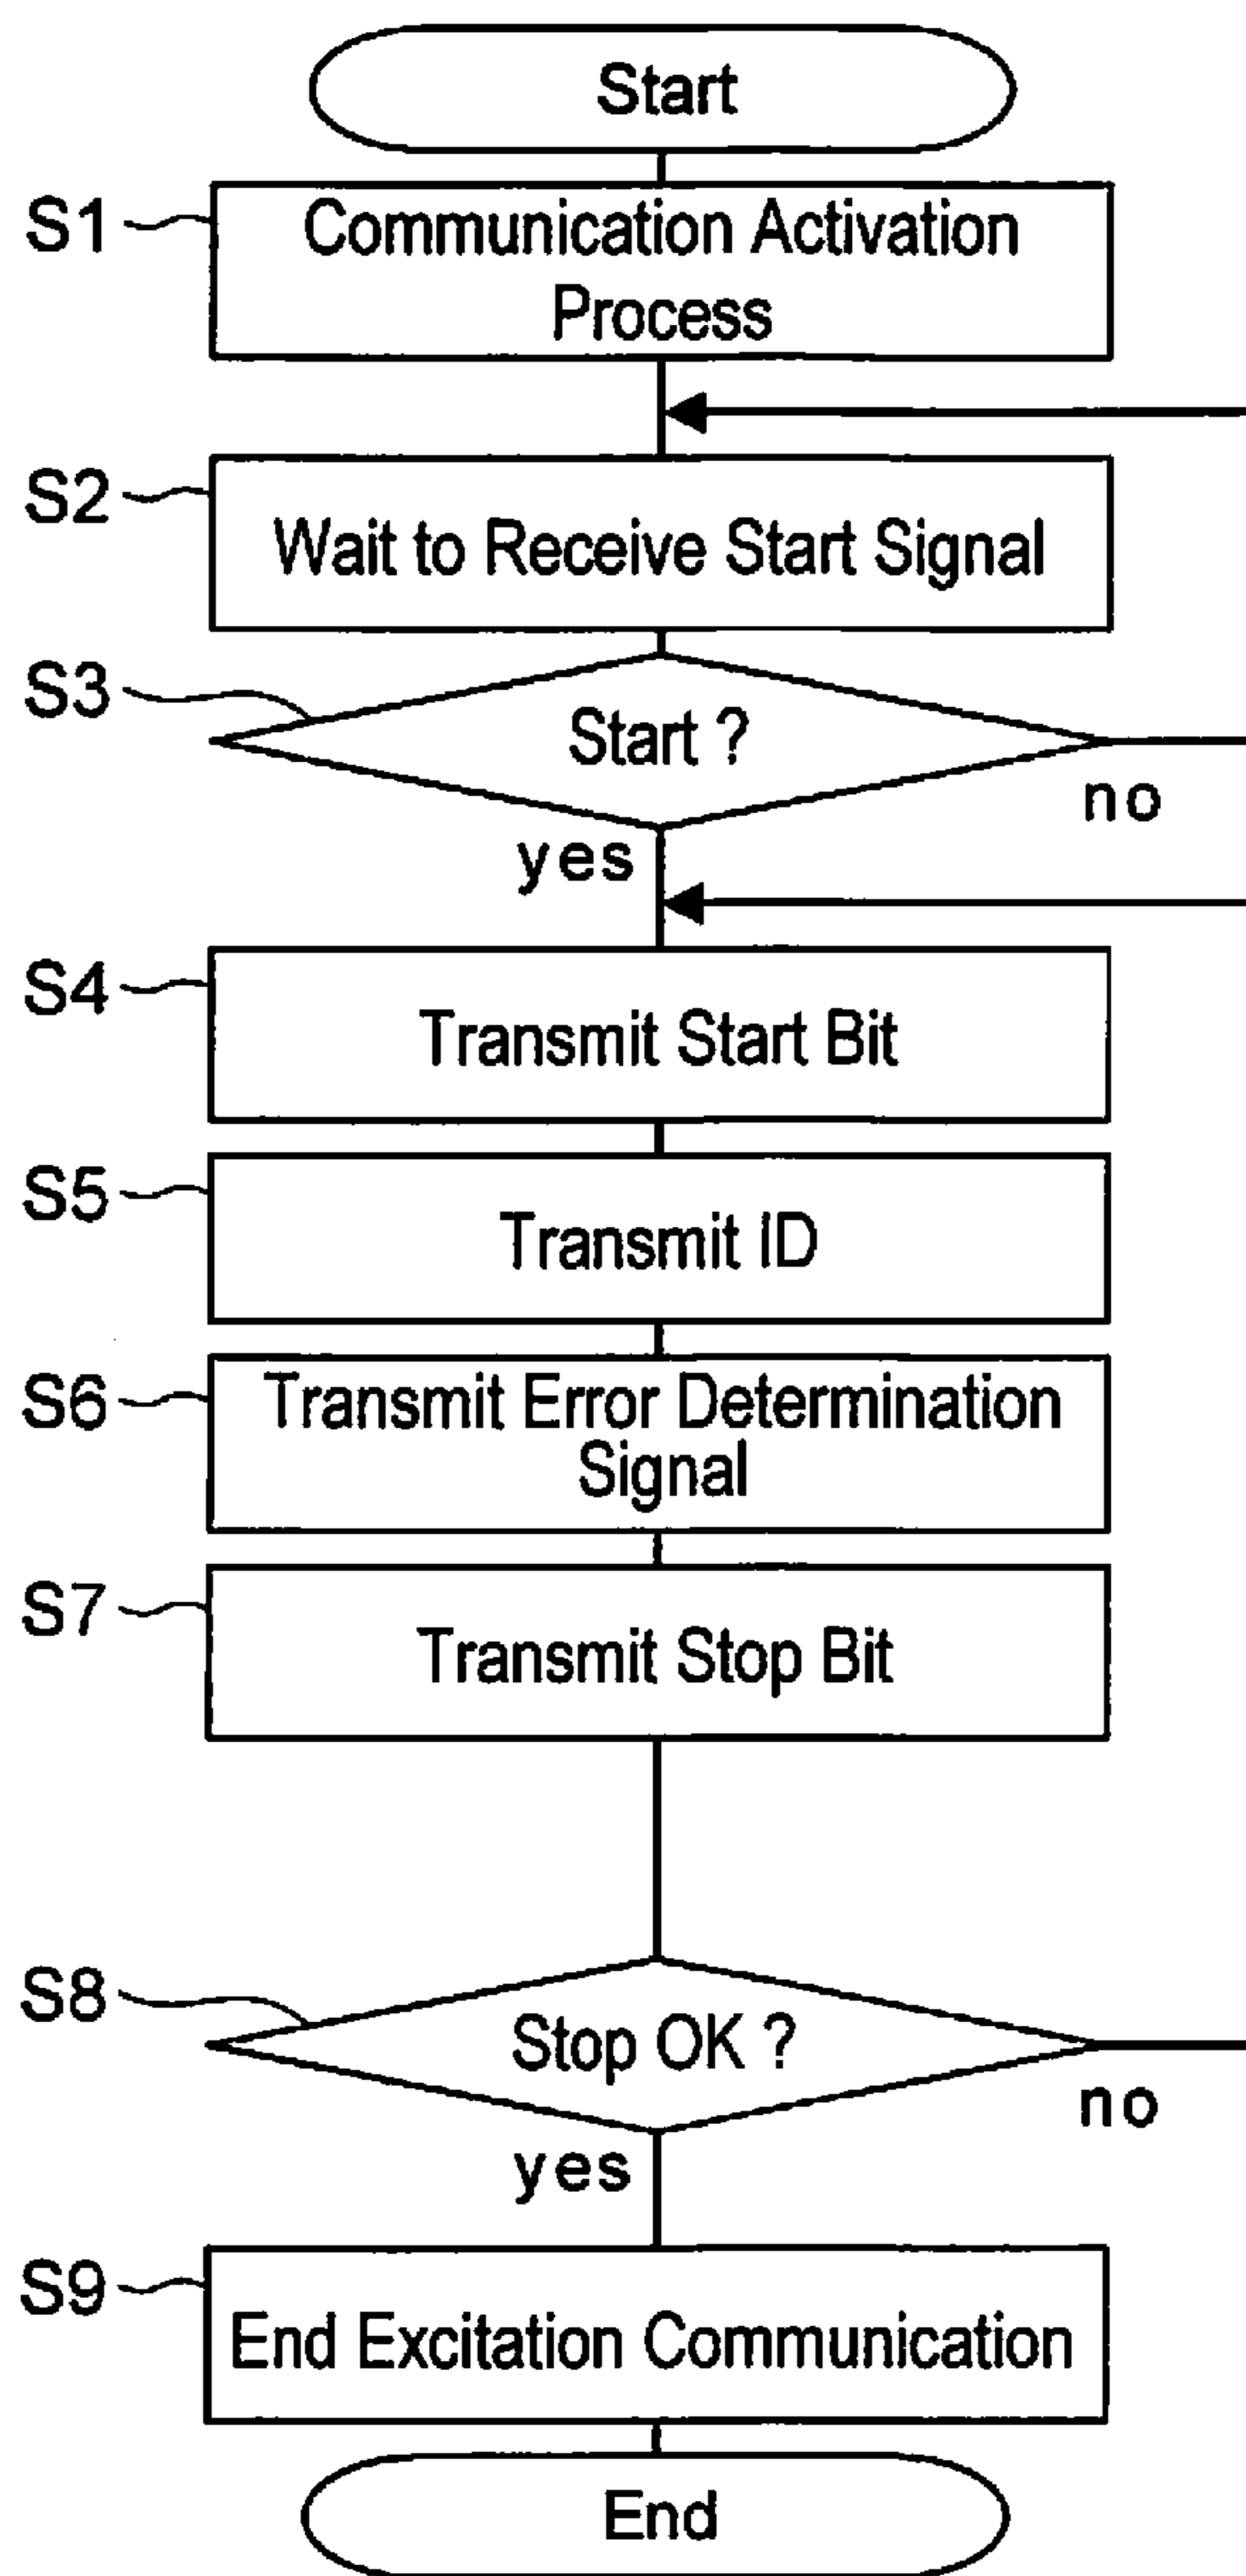 Start
S1
Communication Activation
Process
S2
Wait to Receive Start Signal
S3
Start ?
no
yes
S4
Transmit Start Bit
S5
Transmit ID
S6
Transmit Error Determination
Signal
S7
Transmit Stop Bit
S8
Stop OK ?
no
yes
S9
End Excitation Communication
End